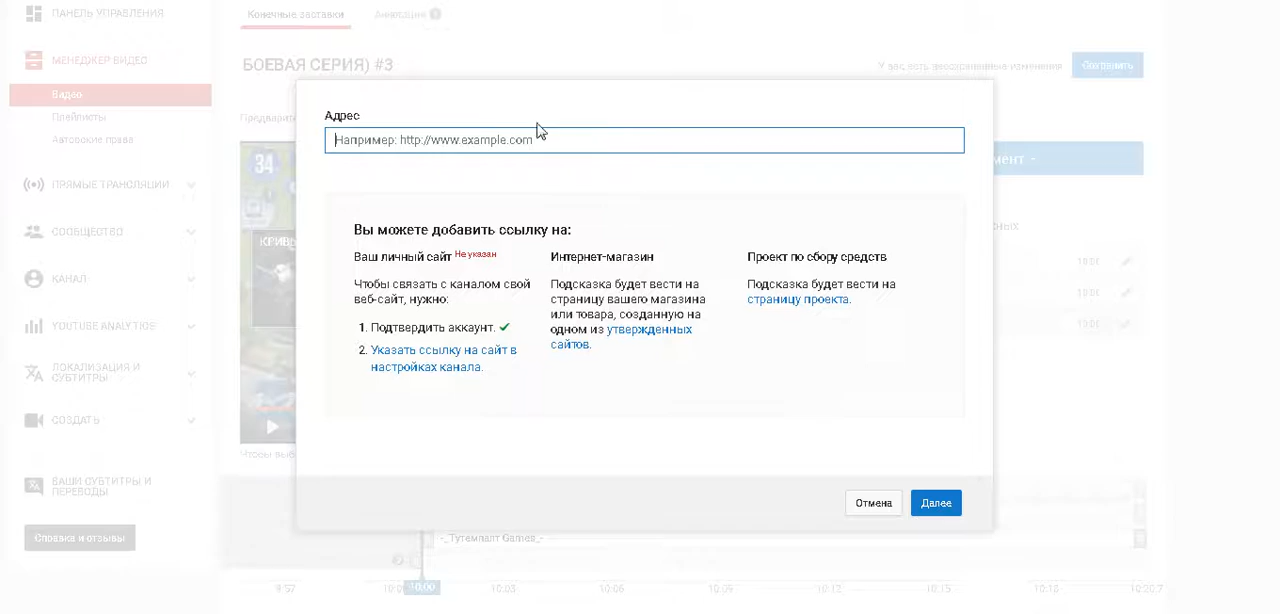 ПАНЕЛЬ УПРАВЛЕНИЯ
Конечные заставки
Аннотации
МЕНЕДЖЕР ВИДЕО
БОЕВАЯ СЕРИЯ) #3
У вас есть несохраненные изменения
Сохранить
Видео
Плейлисты
Авторские права
Адрес
Например: http://www.example.com
34
ПРЯМЫЕ ТРАНСЛЯЦИИ
СООБЩЕСТВО
КАНАЛ
YOUTUBE ANALYTICS
ЛОКАЛИЗАЦИЯ И
СУБТИТРЫ
СОЗДАТЬ
ВАШИ СУБТИТРЫ И
ПЕРЕВОДЫ
Справка и отзывы
Вы можете добавить ссылку на:
Ваш личный сайт Не указан
Чтобы связать с каналом свой
веб-сайт, нужно:
1. Подтвердить аккаунт.
2. Указать ссылку на сайт в
настройках канала.
Интернет-магазин
Подсказка будет вести на
страницу вашего магазина
или товара, созданную на
одном из утвержденных
сайтов.
Проект по сбору средств
Подсказка будет вести на
страницу проекта.
Отмена
Далее
-_Тутемпалт Games_-
9:57
10:00
10:03
10:06
10:09
10:12
10:15
10:18
10:20,7